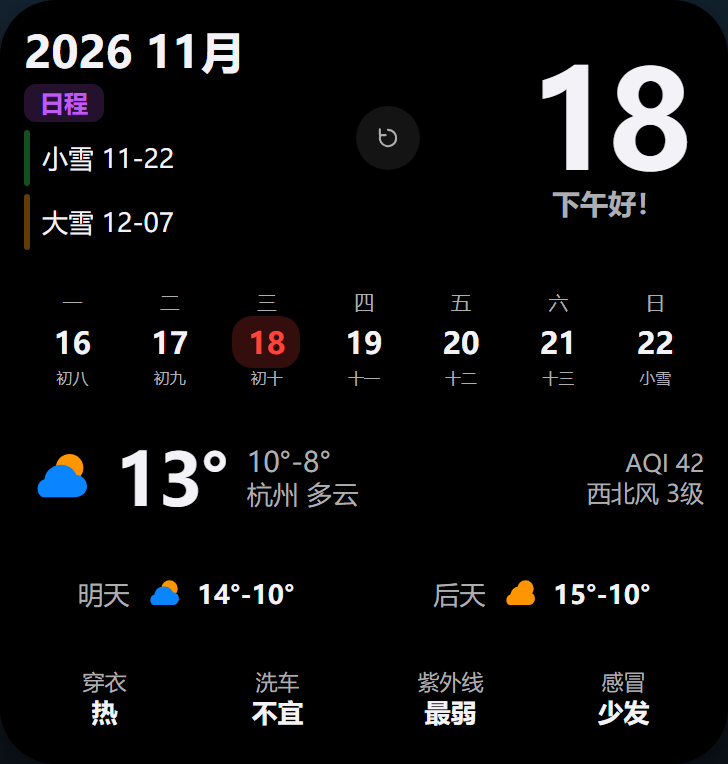 2026 11月
日程
小雪 11-22
大雪 12-07
18
下午好！
一 二 三 四 五 六 日
16 17 18 19 20 21 22
初八 初九 初十 十一 十二 十三 小雪
13°
10°-8°
杭州 多云
AQI 42
西北风 3级
明天 14°-10° 后天 15°-10°
穿衣 洗车 紫外线 感冒
热 不宜 最弱 少发